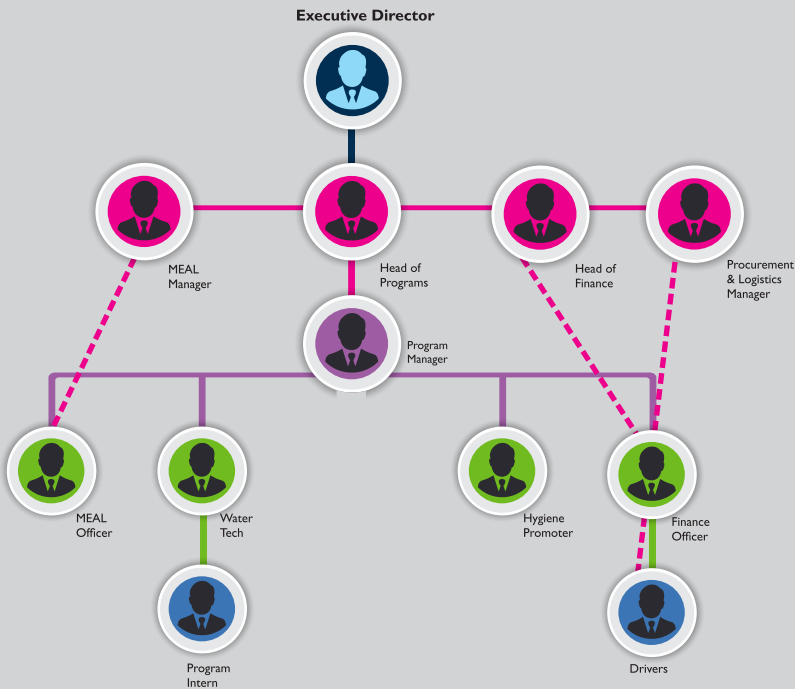 Executive Director
MEAL
Manager
Head of
Programs
Head of
Finance
Procurement
& Logistics
Manager
Program
Manager
MEAL
Officer
Water
Tech
Hygiene
Promoter
Finance
Officer
Program
Intern
Drivers